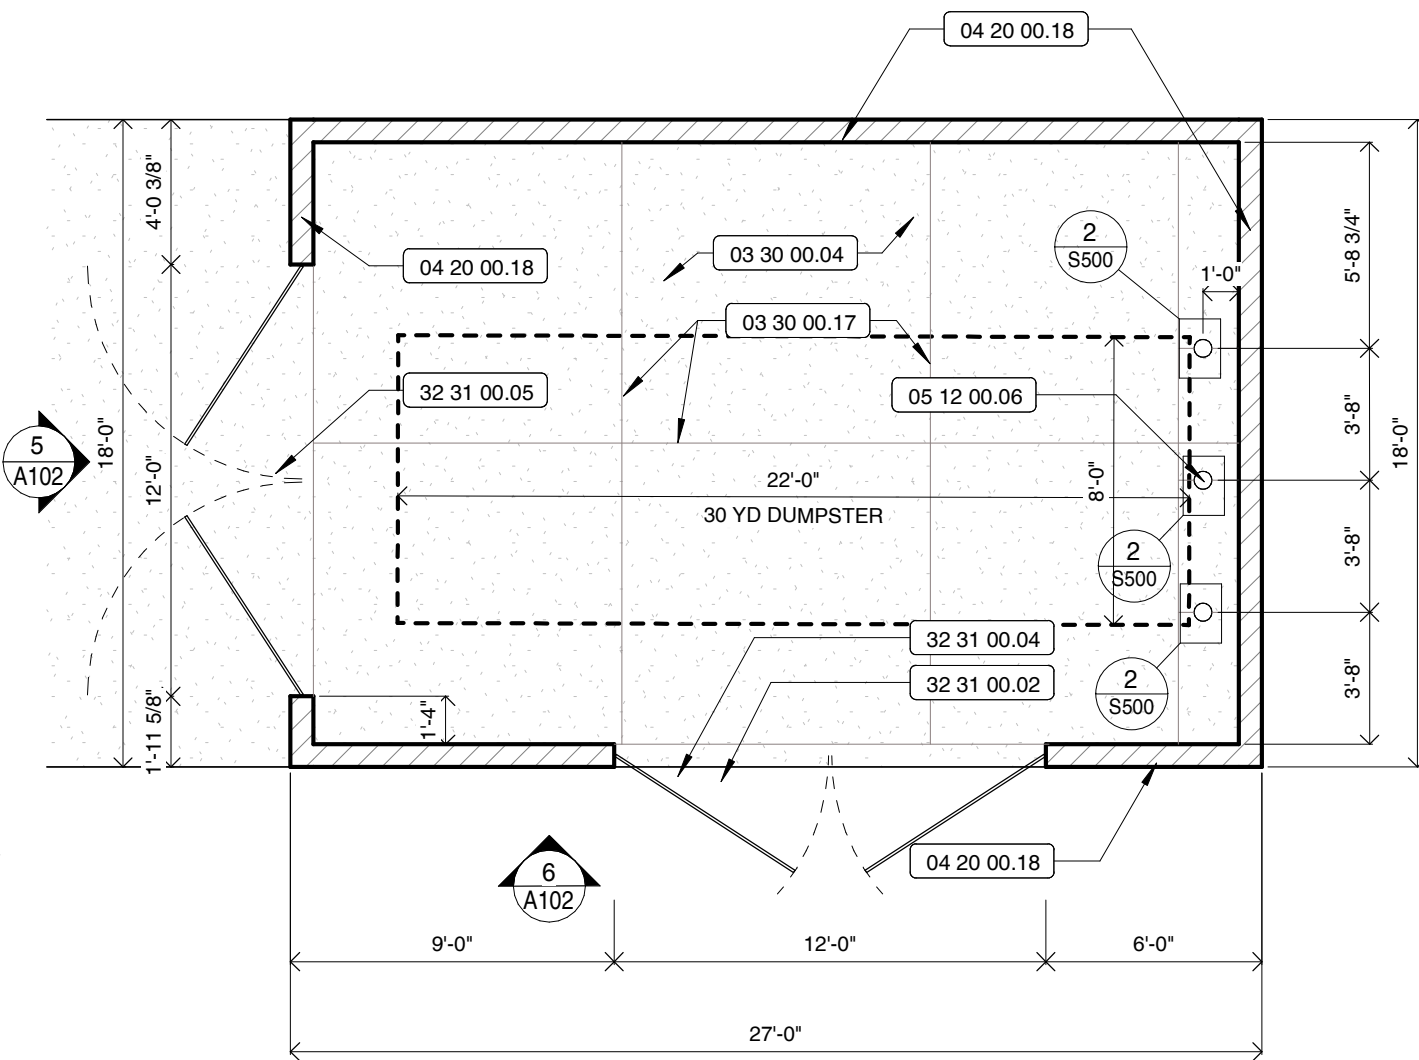 04 20 00.18
4'-0 3/8"
04 20 00.18
03 30 00.04
2
S500
1'-0"
5'-8 3/4"
03 30 00.17
32 31 00.05
05 12 00.06
3'-8"
18'-0"
5
A102
18'-0"
12'-0"
22'-0"
8'-0"
30 YD DUMPSTER
2
S500
3'-8"
32 31 00.04
32 31 00.02
2
S500
3'-8"
1'-11 5/8"
1'-4"
6
A102
04 20 00.18
9'-0"
12'-0"
6'-0"
27'-0"